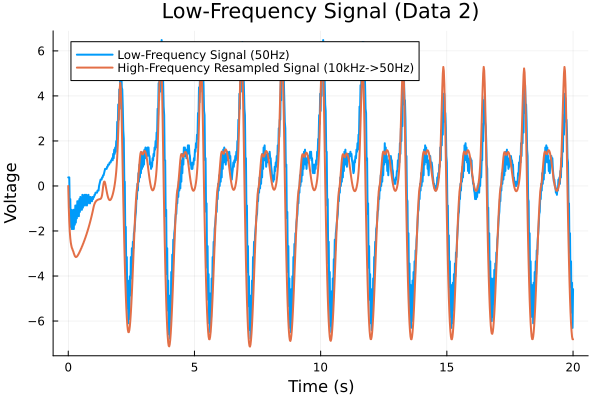 Low-Frequency Signal (Data 2)
Low-Frequency Signal (50Hz)
High-Frequency Resampled Signal (10kHz->50Hz)
Voltage
6
4
2
0
−2
−4
−6
0
5
10
15
20
Time (s)